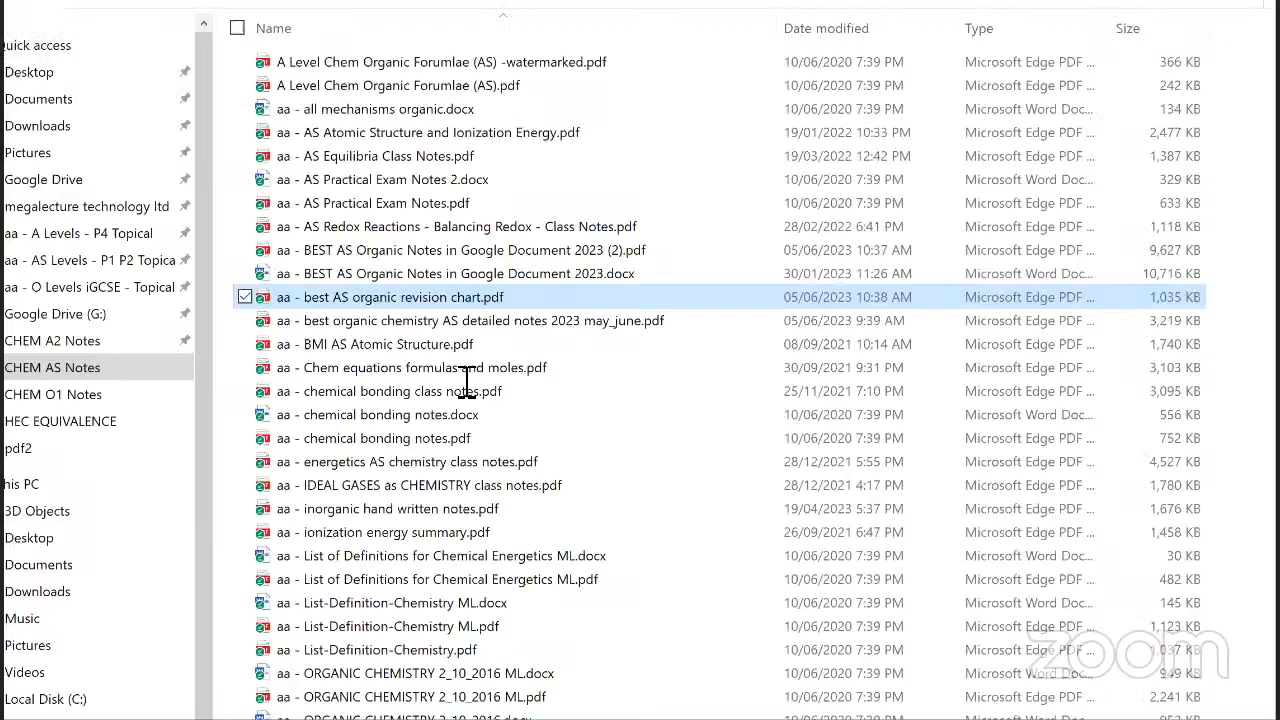 uick access
Desktop
Documents
Downloads
Pictures
Google Drive
megalecture technology ltd
aa - A Levels - P4 Topical
aa - AS Levels - P1 P2 Topica
aa - O Levels iGCSE - Topical
Google Drive (G:)
CHEM A2 Notes
CHEM AS Notes
CHEM O1 Notes
HEC EQUIVALENCE
pdf2
his PC
3D Objects
Desktop
Documents
Downloads
Music
Pictures
Videos
Local Disk (C:)
Name Date modified Type Size
A Level Chem Organic Forumlae (AS) -watermarked.pdf 10/06/2020 7:39 PM Microsoft Edge PDF ... 366 KB
A Level Chem Organic Forumlae (AS).pdf 10/06/2020 7:39 PM Microsoft Edge PDF ... 242 KB
aa - all mechanisms organic.docx 10/06/2020 7:39 PM Microsoft Word Doc... 134 KB
aa - AS Atomic Structure and Ionization Energy.pdf 19/01/2022 10:33 PM Microsoft Edge PDF ... 2,477 KB
aa - AS Equilibria Class Notes.pdf 19/03/2022 12:42 PM Microsoft Edge PDF ... 1,387 KB
aa - AS Practical Exam Notes 2.docx 10/06/2020 7:39 PM Microsoft Word Doc... 329 KB
aa - AS Practical Exam Notes.pdf 10/06/2020 7:39 PM Microsoft Edge PDF ... 633 KB
aa - AS Redox Reactions - Balancing Redox - Class Notes.pdf 28/02/2022 6:41 PM Microsoft Edge PDF ... 1,118 KB
aa - BEST AS Organic Notes in Google Document 2023 (2).pdf 05/06/2023 10:37 AM Microsoft Edge PDF ... 9,627 KB
aa - BEST AS Organic Notes in Google Document 2023.docx 30/01/2023 11:26 AM Microsoft Word Doc... 10,716 KB
aa - best AS organic revision chart.pdf 05/06/2023 10:38 AM Microsoft Edge PDF ... 1,035 KB
aa - best organic chemistry AS detailed notes 2023 may_june.pdf 05/06/2023 9:39 AM Microsoft Edge PDF ... 3,219 KB
aa - BMI AS Atomic Structure.pdf 08/09/2021 10:14 AM Microsoft Edge PDF ... 1,740 KB
aa - Chem equations formulas and moles.pdf 30/09/2021 9:31 PM Microsoft Edge PDF ... 3,103 KB
aa - chemical bonding class notes.pdf 25/11/2021 7:10 PM Microsoft Edge PDF ... 3,095 KB
aa - chemical bonding notes.docx 10/06/2020 7:39 PM Microsoft Word Doc... 556 KB
aa - chemical bonding notes.pdf 10/06/2020 7:39 PM Microsoft Edge PDF ... 752 KB
aa - energetics AS chemistry class notes.pdf 28/12/2021 5:55 PM Microsoft Edge PDF ... 4,527 KB
aa - IDEAL GASES as CHEMISTRY class notes.pdf 28/12/2021 4:17 PM Microsoft Edge PDF ... 1,780 KB
aa - inorganic hand written notes.pdf 19/04/2023 5:37 PM Microsoft Edge PDF ... 1,676 KB
aa - ionization energy summary.pdf 26/09/2021 6:47 PM Microsoft Edge PDF ... 1,458 KB
aa - List of Definitions for Chemical Energetics ML.docx 10/06/2020 7:39 PM Microsoft Word Doc... 30 KB
aa - List of Definitions for Chemical Energetics ML.pdf 10/06/2020 7:39 PM Microsoft Edge PDF ... 482 KB
aa - List-Definition-Chemistry ML.docx 10/06/2020 7:39 PM Microsoft Word Doc... 145 KB
aa - List-Definition-Chemistry ML.pdf 10/06/2020 7:39 PM Microsoft Edge PDF ... 1,123 KB
aa - List-Definition-Chemistry.pdf 10/06/2020 7:39 PM Microsoft Edge PDF ... 1,037 KB
aa - ORGANIC CHEMISTRY 2_10_2016 ML.docx 10/06/2020 7:39 PM Microsoft Word Doc... 949 KB
aa - ORGANIC CHEMISTRY 2_10_2016 ML.pdf 10/06/2020 7:39 PM Microsoft Edge PDF ... 2,241 KB
zoom